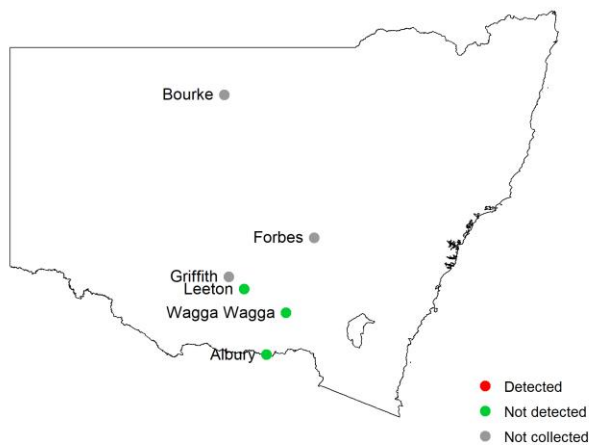 Bourke
Forbes
Griffith
Leeton
Wagga Wagga
Albury
Detected
Not detected
Not collected